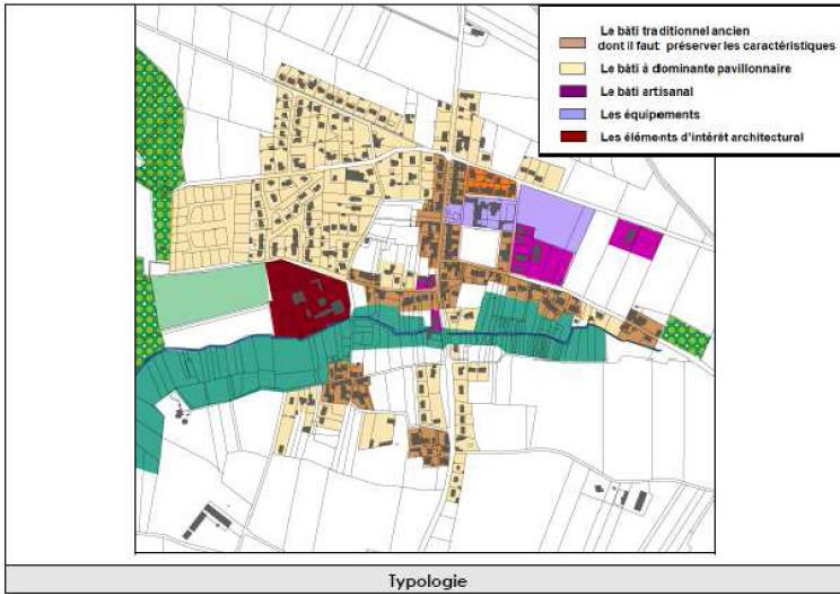 Le bâti traditionnel ancien
dont il faut préserver les caractéristiques
Le bâti à dominante pavillonnaire
Le bâti artisanal
Les équipements
Les éléments d'intérêt architectural
Typologie